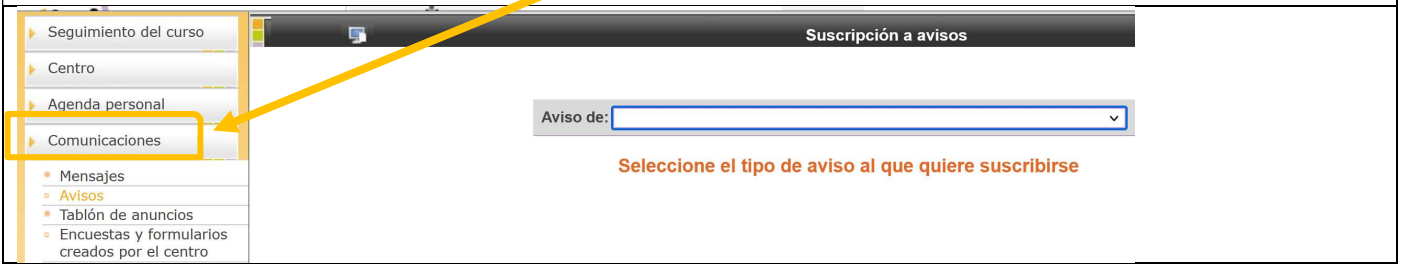 Seguimiento del curso
Centro
Agenda personal
Comunicaciones
Mensajes
Avisos
Tablón de anuncios
Encuestas y formularios
creados por el centro
Suscripción a avisos
Aviso de:
Seleccione el tipo de aviso al que quiere suscribirse